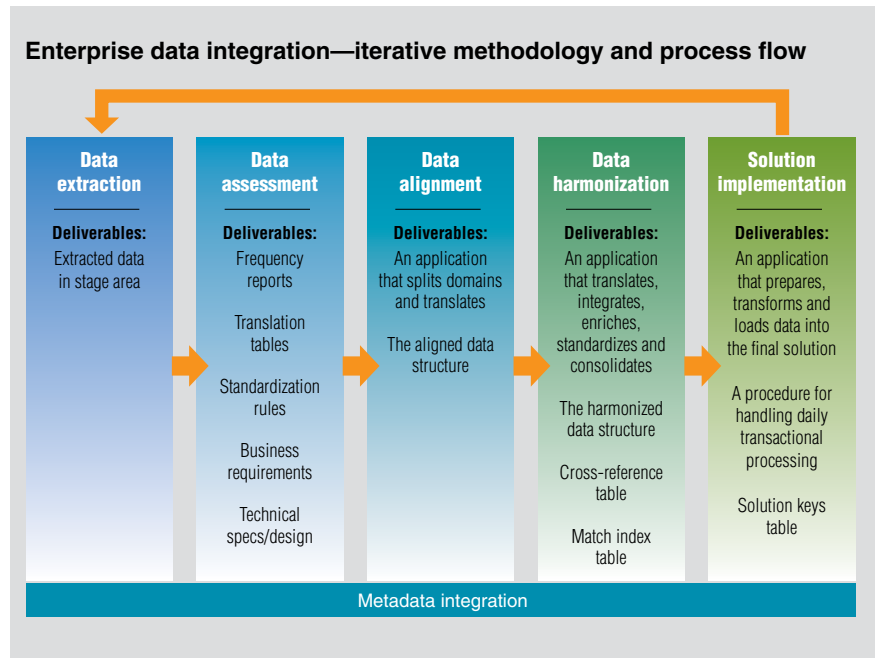 Enterprise data integration—iterative methodology and process flow
Data
extraction
Deliverables:
Extracted data
in stage area
Data
assessment
Deliverables:
Frequency
reports
Translation
tables
Standardization
rules
Business
requirements
Technical
specs/design
Data
alignment
Deliverables:
An application
that splits domains
and translates
The aligned data
structure
Data
harmonization
Deliverables:
An application
that translates,
integrates,
enriches,
standardizes and
consolidates
The harmonized
data structure
Cross-reference
table
Match index
table
Solution
implementation
Deliverables:
An application
that prepares,
transforms and
loads data into
the final solution
A procedure for
handling daily
transactional
processing
Solution keys
table
Metadata integration